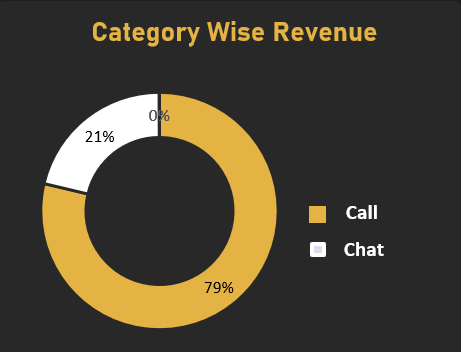 Category Wise Revenue
0%
21%
Call
Chat
79%